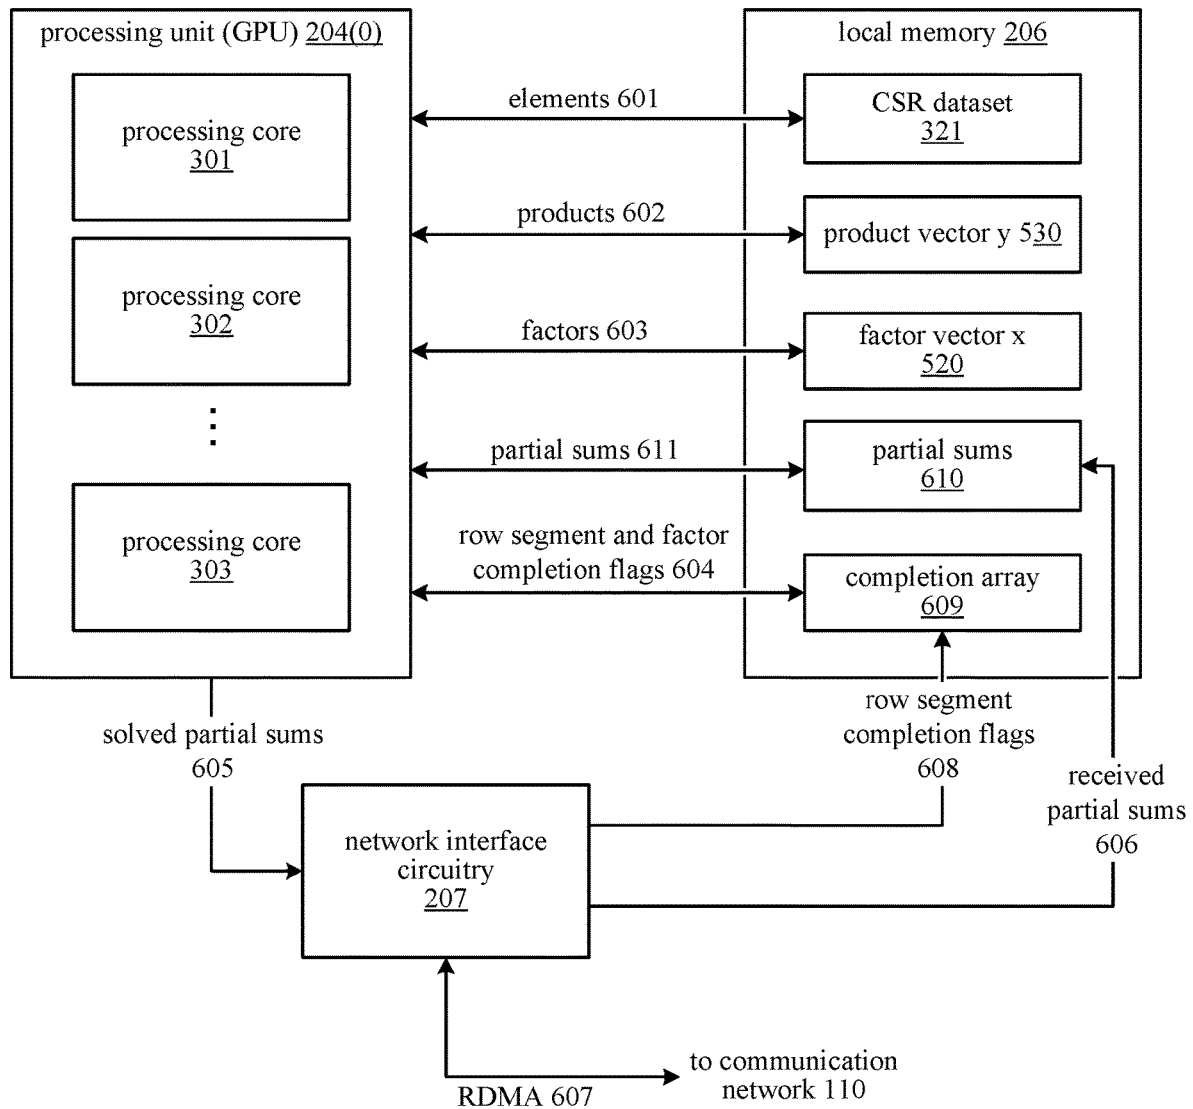 processing unit (GPU) 204(0)
processing core
301
processing core
302
processing core
303
elements 601
products 602
factors 603
partial sums 611
row segment and factor
completion flags 604
local memory 206
CSR dataset
321
product vector y 530
factor vector x
520
partial sums
610
completion array
609
solved partial sums
605
row segment
completion flags
608
received
partial sums
606
network interface
circuitry
207
RDMA 607
to communication
network 110